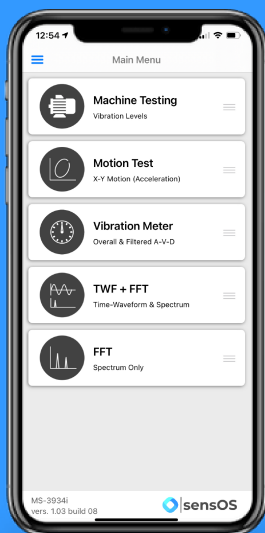 12:54
Main Menu
Machine Testing
Vibration Levels
Motion Test
X-Y Motion (Acceleration)
Vibration Meter
Overall & Filtered A-V-D
TWF + FFT
Time-Waveform & Spectrum
FFT
Spectrum Only
MS-3934i
vers. 1.03 build 08
sensOS